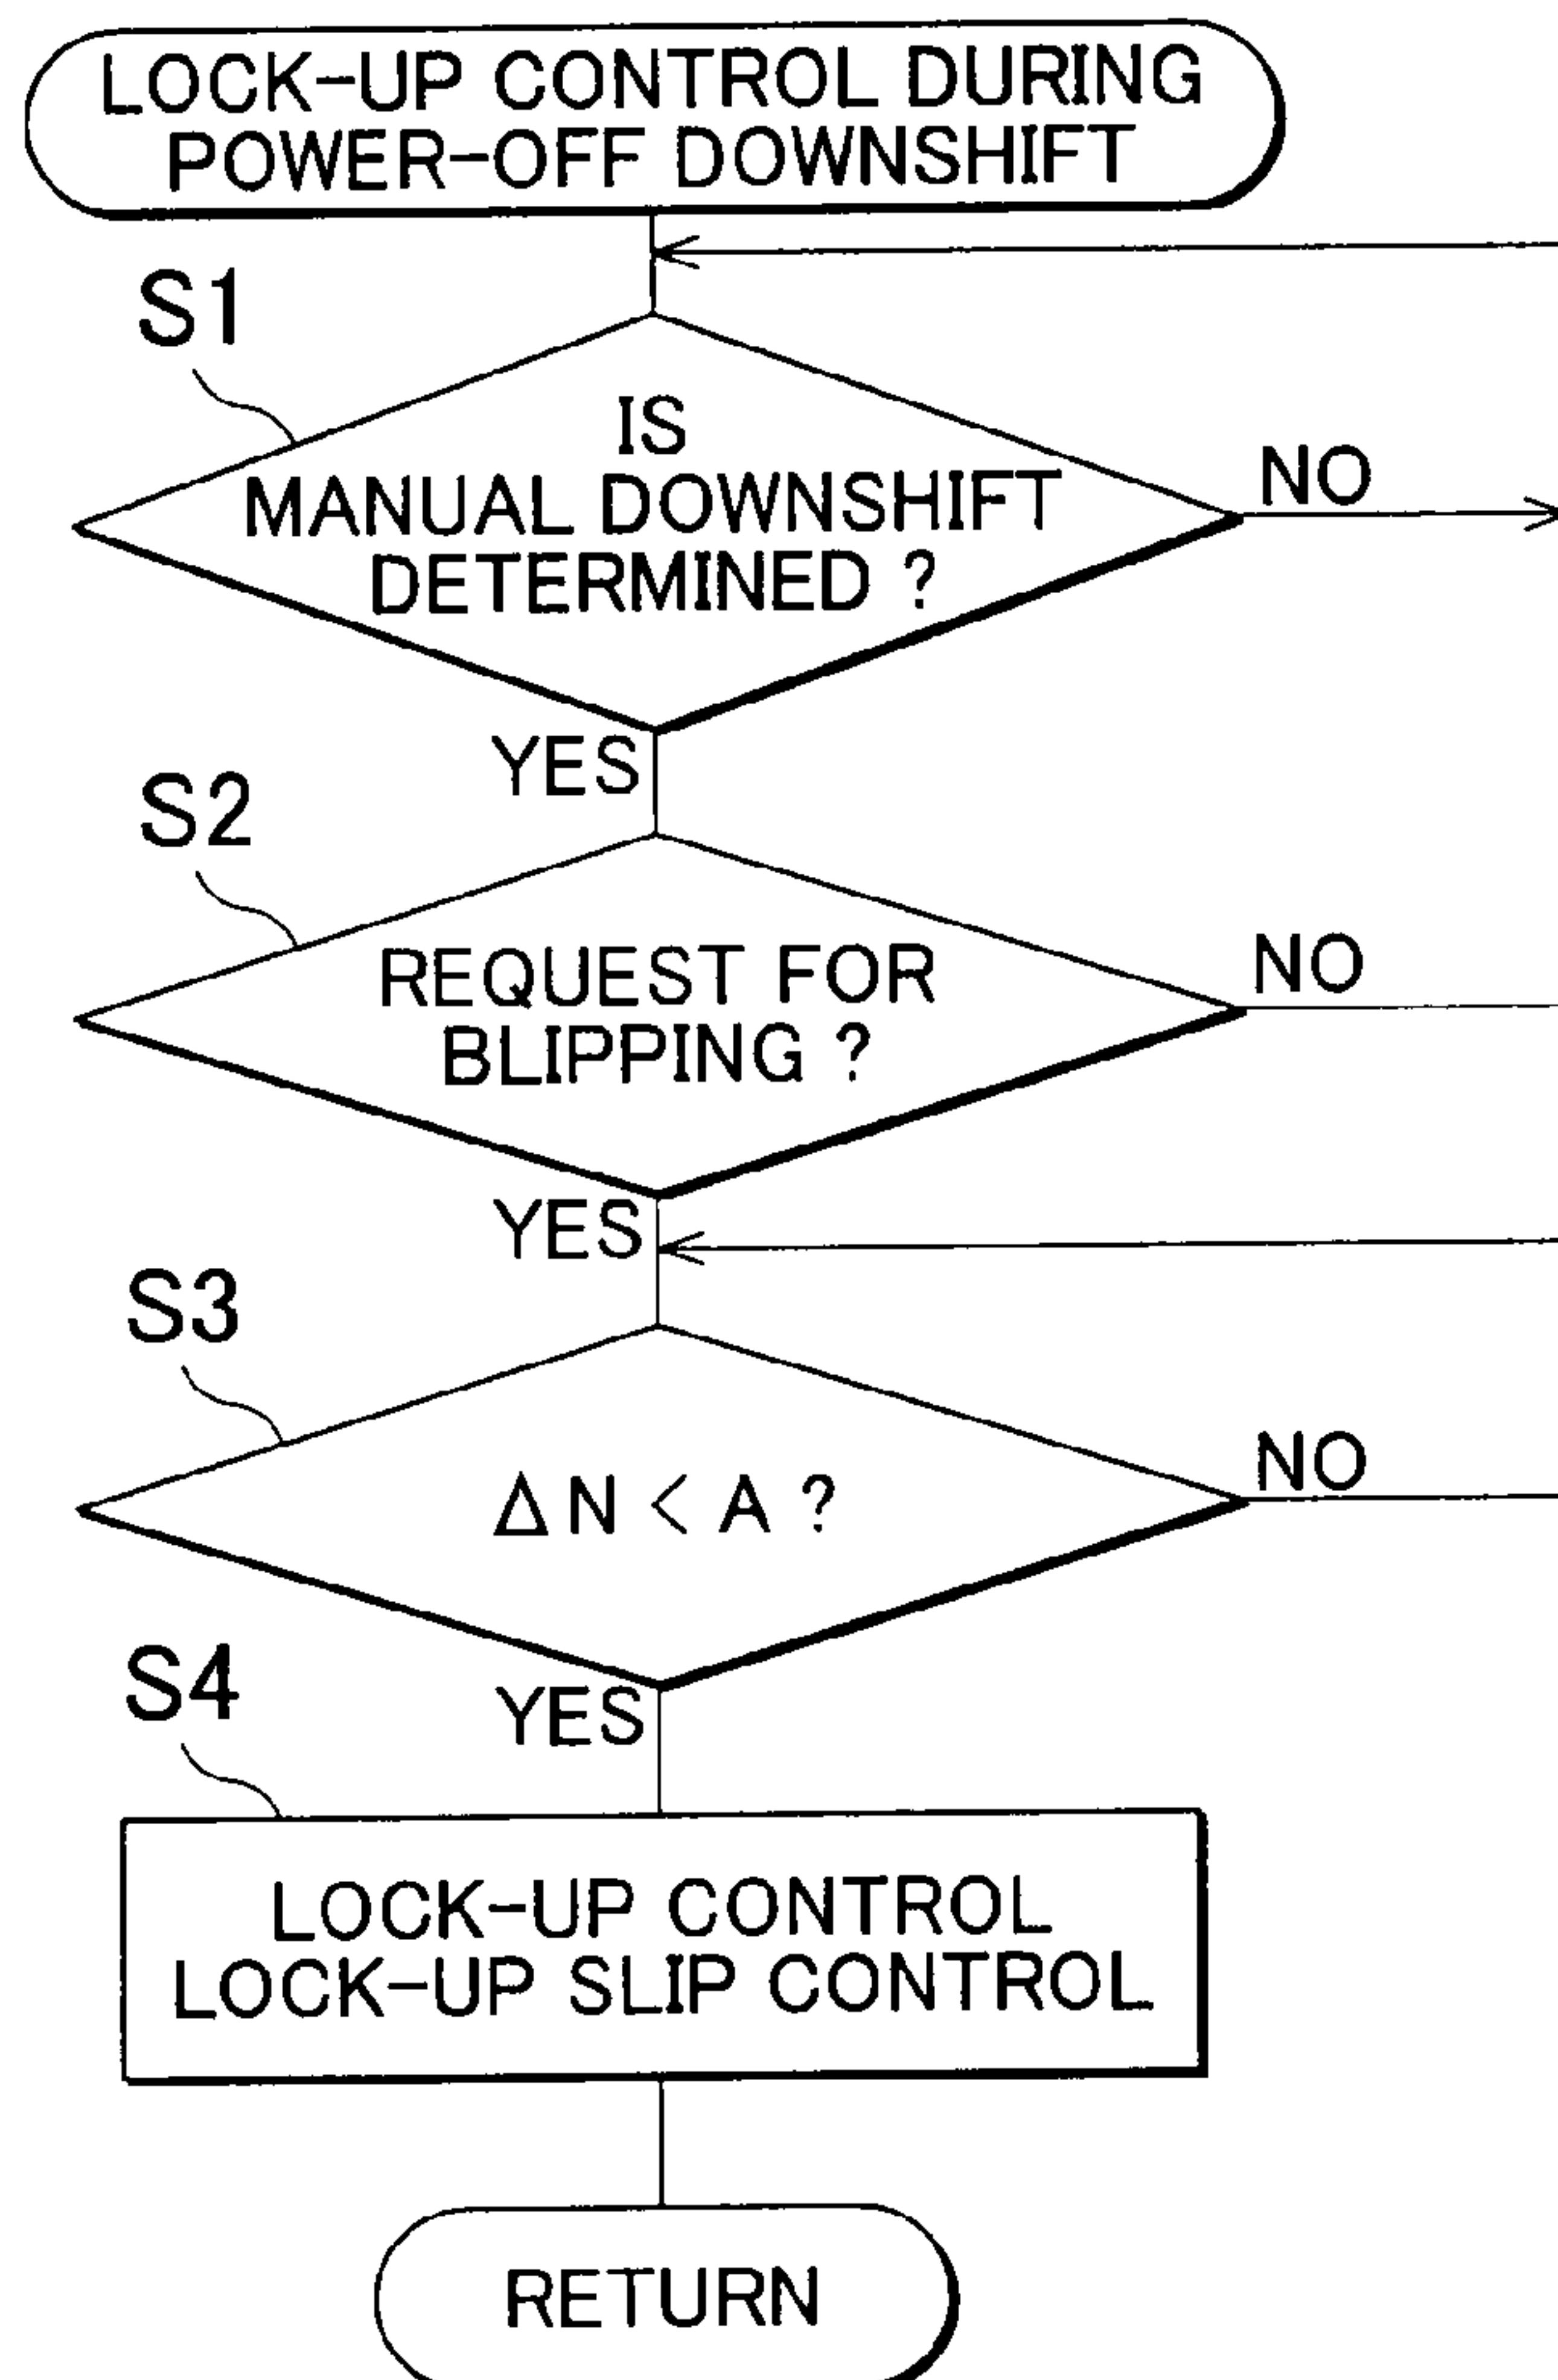 LOCK-UP CONTROL DURING
POWER-OFF DOWNSHIFT
S1
IS
MANUAL DOWNSHIFT
DETERMINED ?
NO
YES
S2
REQUEST FOR
BLIPPING ?
NO
YES
S3
ΔN < A ?
NO
YES
S4
LOCK-UP CONTROL
LOCK-UP SLIP CONTROL
RETURN